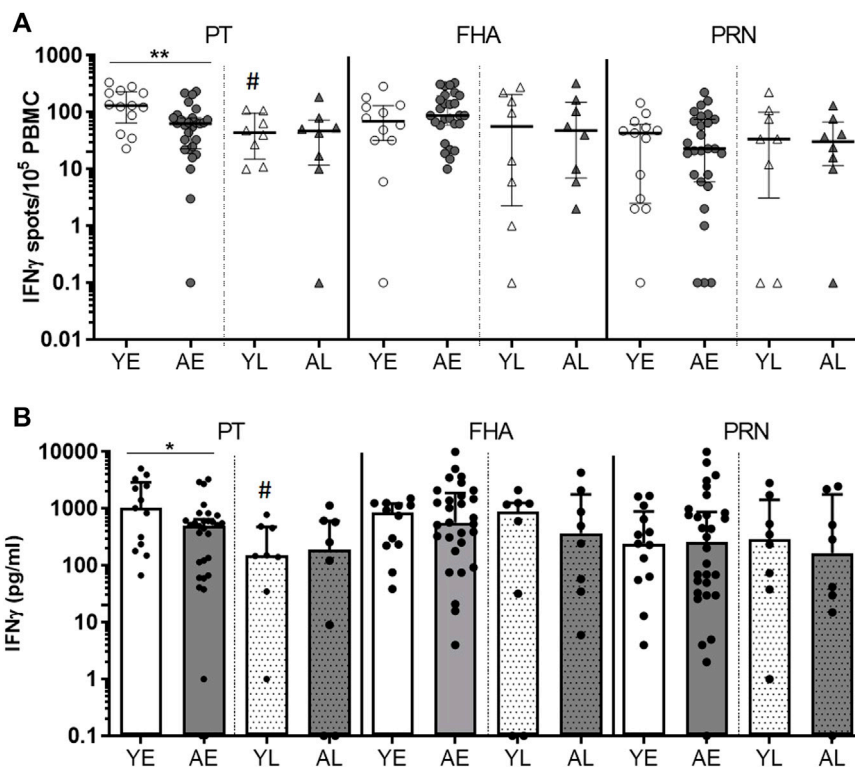 A
PT FHA PRN
** #
IFNγ spots/10⁵ PBMC
1000
100
10
1
0.1
0.01
YE AE YL AL YE AE YL AL YE AE YL AL
B
PT FHA PRN
* #
IFNγ (pg/ml)
10000
1000
100
10
1
0.1
YE AE YL AL YE AE YL AL YE AE YL AL